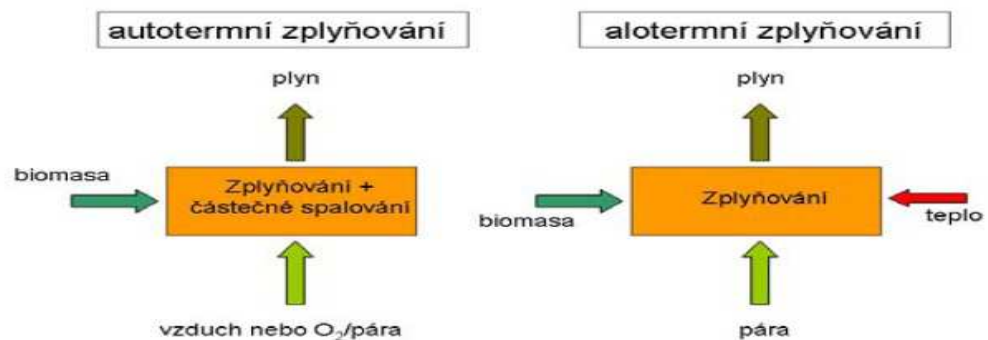 autotermní zplyňování
plyn
biomasa
Zplyňování +
částečné spalování
vzduch nebo O₂/pára
alotermní zplyňování
plyn
biomasa
Zplyňování
teplo
pára